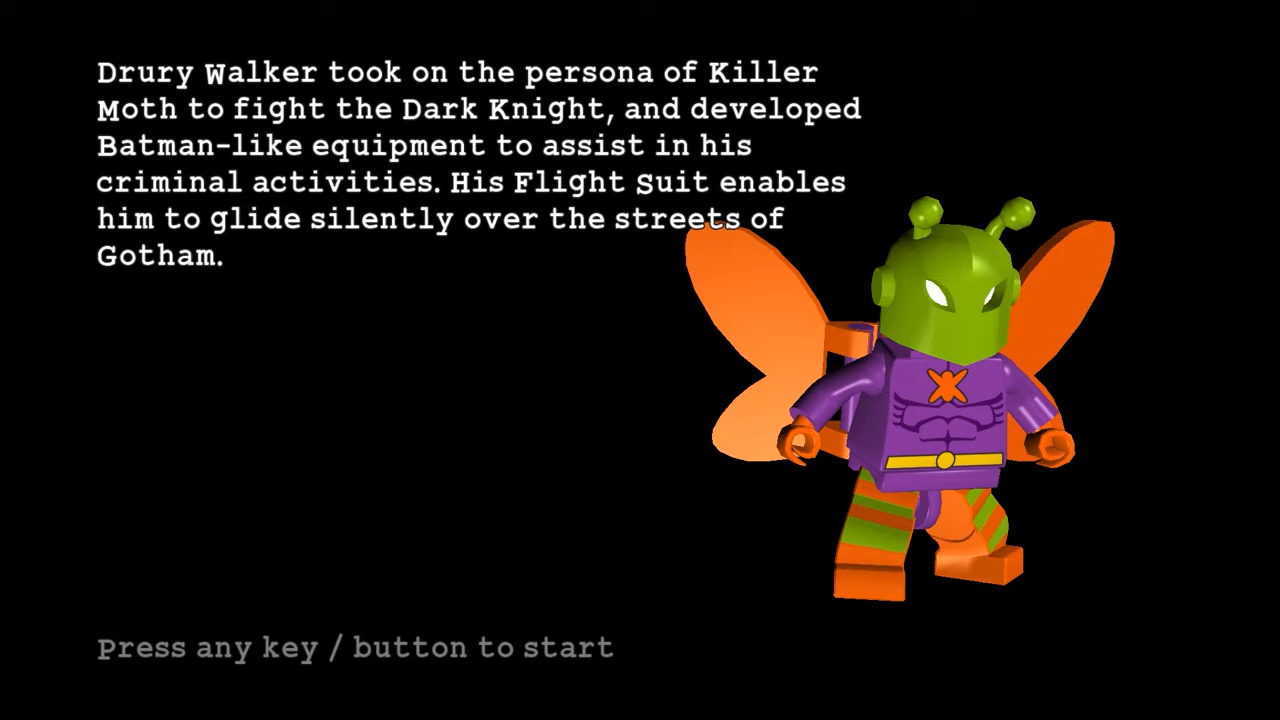 Drury Walker took on the persona of Killer
Moth to fight the Dark Knight, and developed
Batman-like equipment to assist in his
criminal activities. His Flight Suit enables
him to glide silently over the streets of
Gotham.
Press any key / button to start